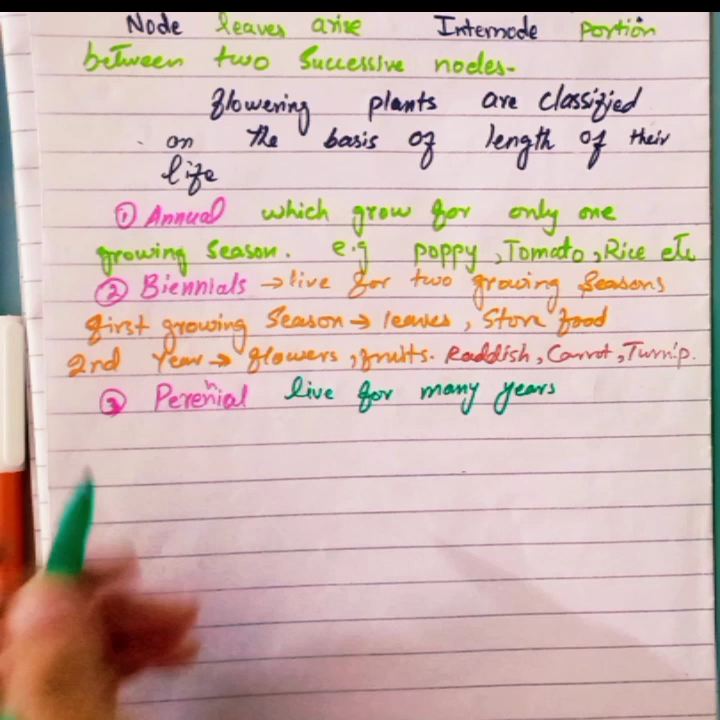 Node leaves arise Internode portion
between two Successive nodes-
flowering plants are classified
on the basis of length of their
life
① Annual which grow for only one
growing Season. e.g poppy, Tomato, Rice etc
② Biennials → live for two growing Seasons
first growing Season → leaves, Store food
2nd Year → flowers, fruits. Raddish, Carrot, Turnip.
③ Perennial live for many years